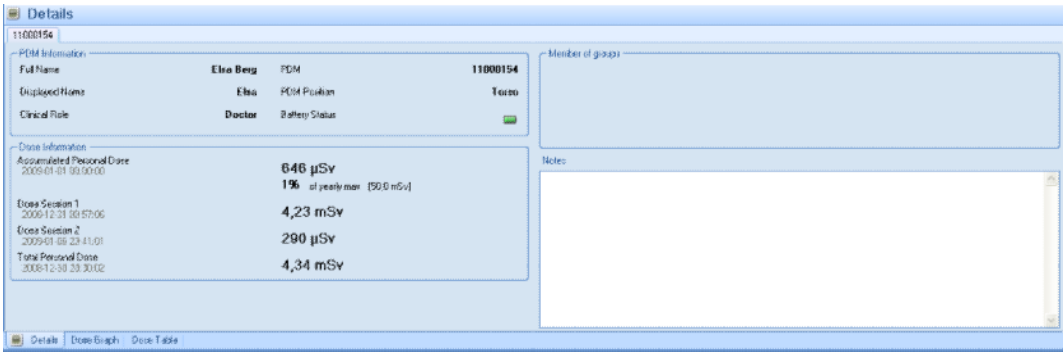 Details
11000154
PDM Information
Full Name Elsa Berg PDM 11000154
Displayed Name Elsa PDM Position Torso
Clinical Role Doctor Battery Status
Member of groups
Dose Information
Accumulated Personal Dose
2009-01-01 00:00:00
646 µSv
1% of yearly max [50,0 mSv]
Dose Session 1
4,23 mSv
Dose Session 2
290 µSv
Total Personal Dose
4,34 mSv
Notes
Details Dose Graph Dose Table